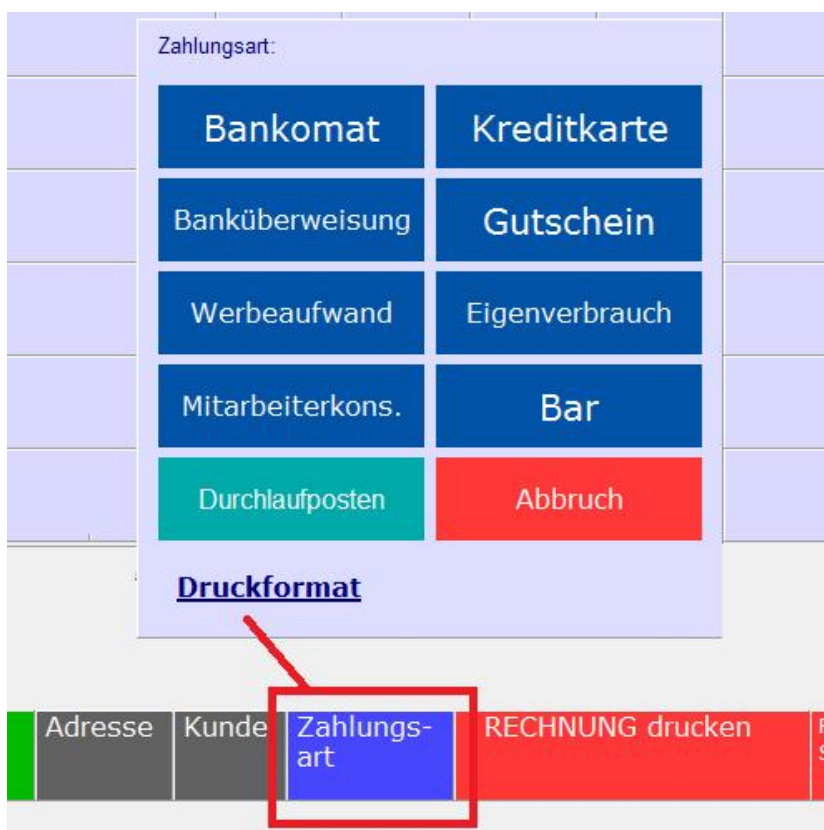 Zahlungsart:
Bankomat
Kreditkarte
Banküberweisung
Gutschein
Werbeaufwand
Eigenverbrauch
Mitarbeiterkons.
Bar
Durchlaufposten
Abbruch
Druckformat
Adresse
Kunde
Zahlungs-
art
RECHNUNG drucken